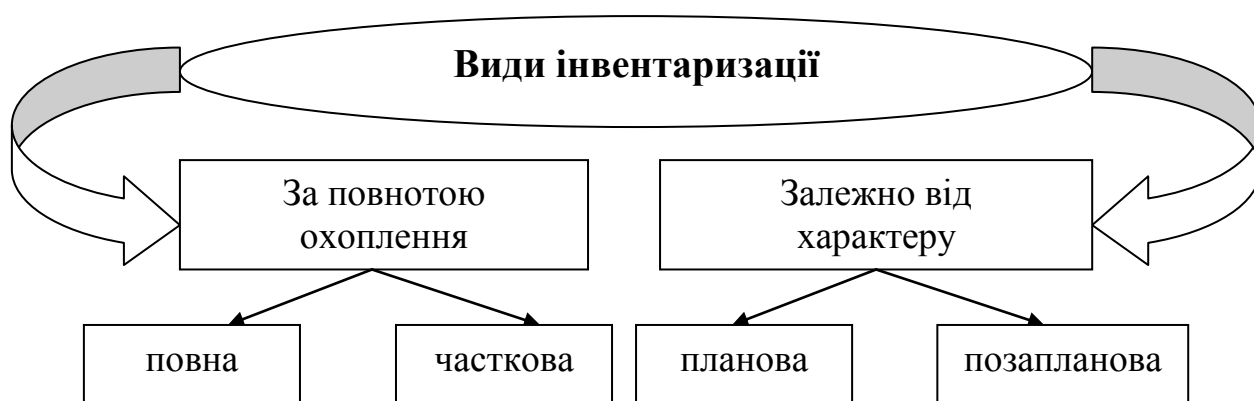 Види інвентаризації
За повнотою
охоплення
Залежно від
характеру
повна
часткова
планова
позапланова